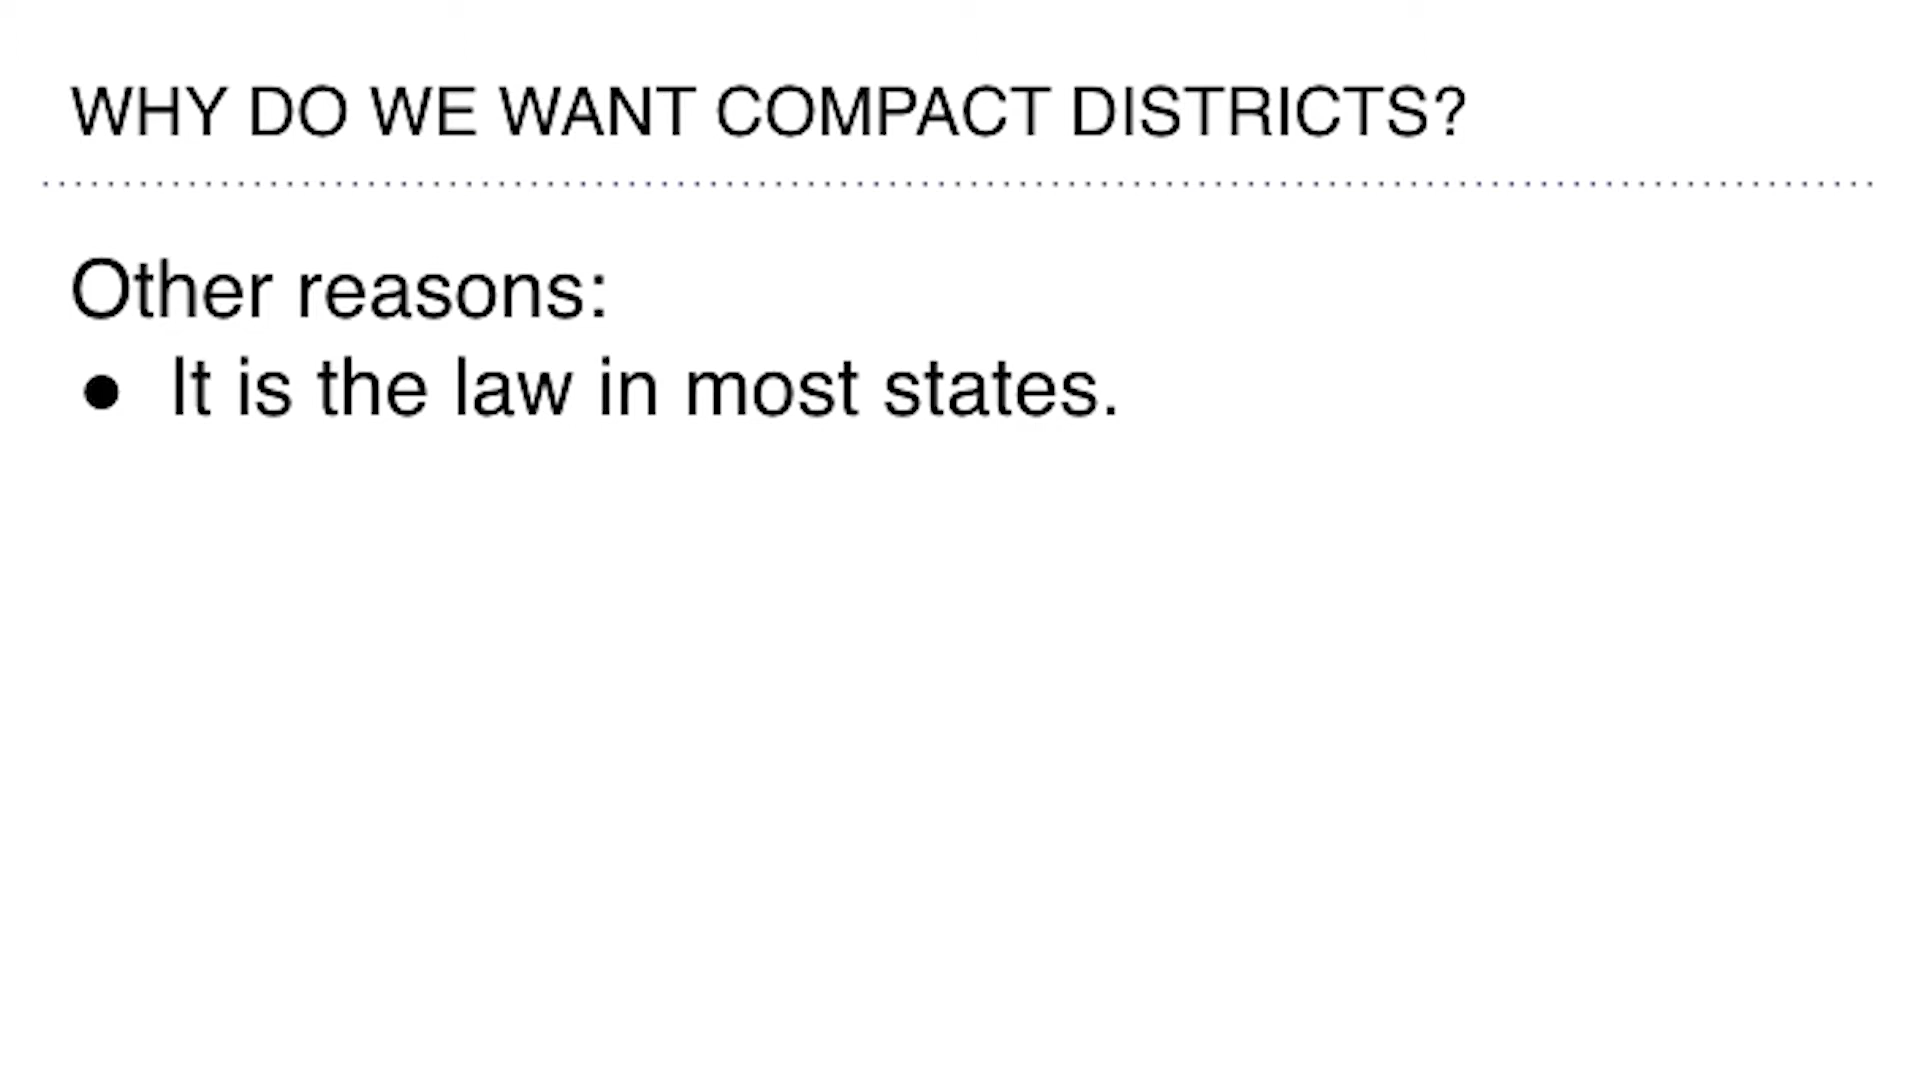 WHY DO WE WANT COMPACT DISTRICTS?
Other reasons:
● It is the law in most states.